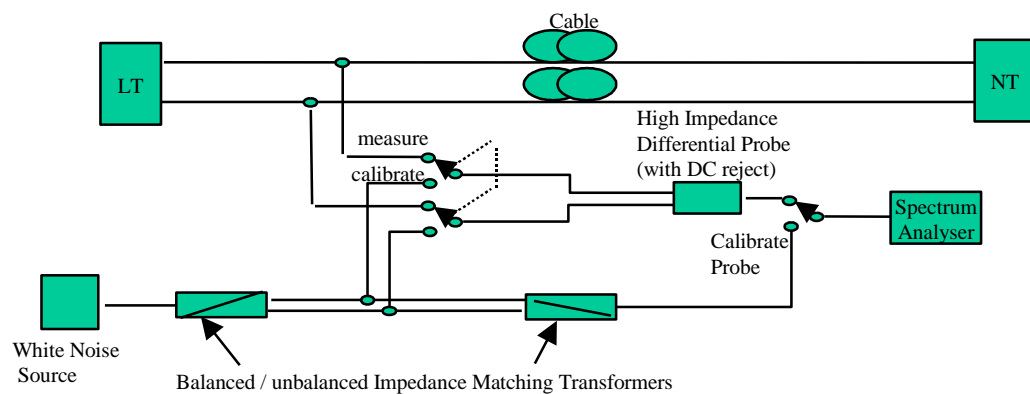 Cable
LT
NT
High Impedance
Differential Probe
(with DC reject)
measure
calibrate
Spectrum
Analyser
Calibrate
Probe
White Noise
Source
Balanced / unbalanced Impedance Matching Transformers